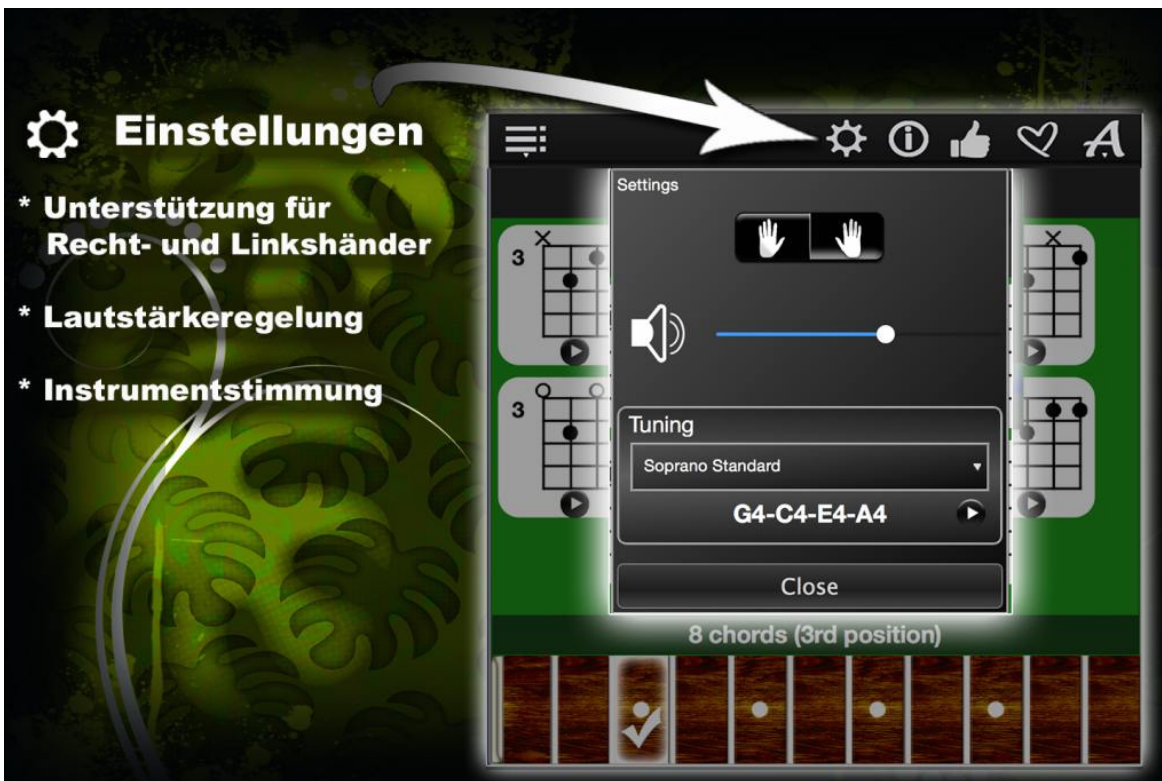 Einstellungen
* Unterstützung für
Recht- und Linkshänder
* Lautstärkeregelung
* Instrumentstimmung
A
Settings
3
X
X
3
O O
Tuning
Soprano Standard
G4-C4-E4-A4
Close
8 chords (3rd position)